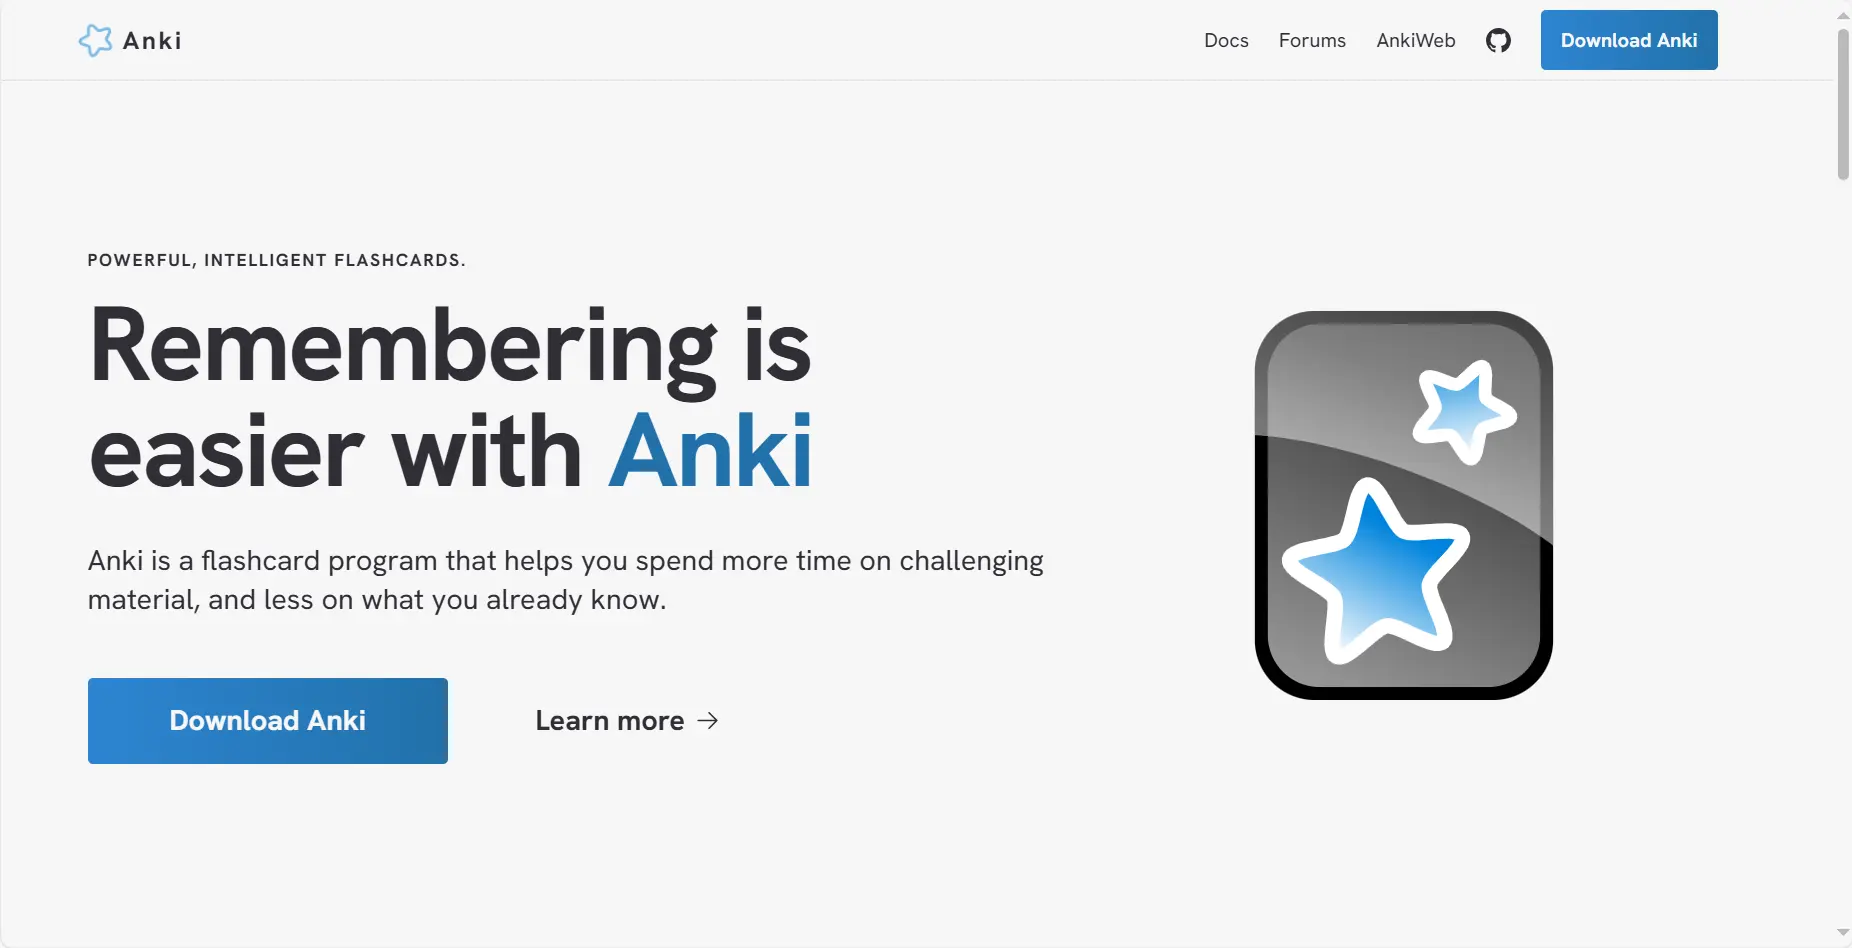 Anki
Docs
Forums
AnkiWeb
Download Anki
POWERFUL, INTELLIGENT FLASHCARDS.
Remembering is
easier with Anki
Anki is a flashcard program that helps you spend more time on challenging
material, and less on what you already know.
Download Anki
Learn more →